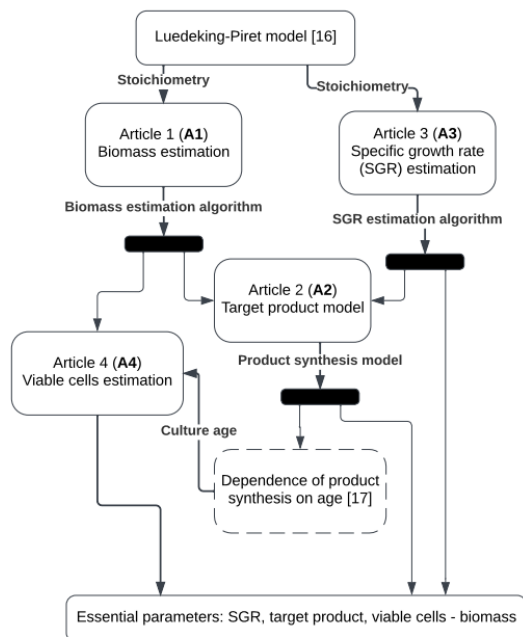 Luedeking-Piret model [16]
Stoichiometry
Stoichiometry
Article 1 (A1)
Biomass estimation
Article 3 (A3)
Specific growth rate
(SGR) estimation
Biomass estimation algorithm
SGR estimation algorithm
Article 2 (A2)
Target product model
Article 4 (A4)
Viable cells estimation
Product synthesis model
Culture age
Dependence of product
synthesis on age [17]
Essential parameters: SGR, target product, viable cells - biomass